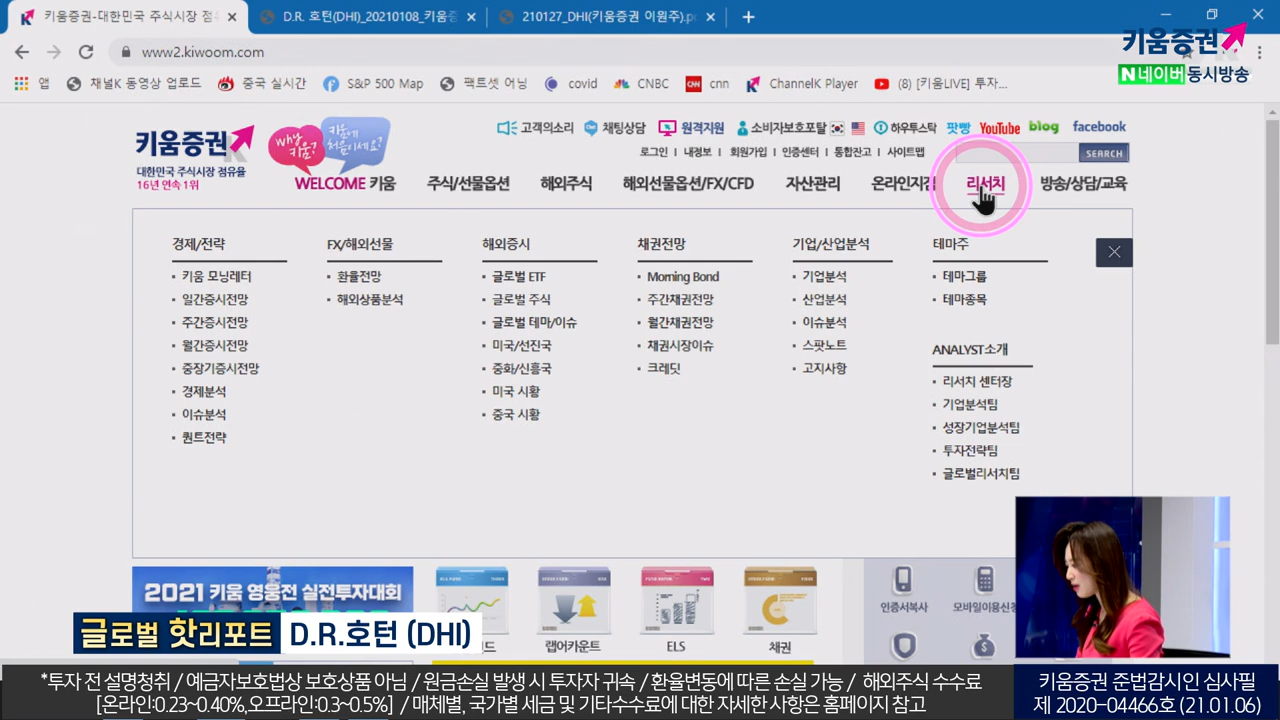 키움증권-대한민국 주식시장 점유
D.R. 호턴(DHI)_20210108_키움증
210127_DHI(키움증권 이원주).p
www2.kiwoom.com
키움증권
N네이버 동시방송
앱
채널K 동영상 업로드
중국 실시간
S&P 500 Map
팩트셋 어닝
covid
CNBC
cnn
ChannelK Player
(8) [키움LIVE] 투자...
키움증권
대한민국 주식시장 점유율
16년 연속 1위
Why 키움?
키움에 처음이세요?
고객의소리
채팅상담
원격지원
소비자보호포탈
하우투스탁
팟빵
YouTube
blog
facebook
로그인 | 내정보 | 회원가입 | 인증센터 | 통합잔고 | 사이트맵
SEARCH
WELCOME 키움
주식/선물옵션
해외주식
해외선물옵션/FX/CFD
자산관리
온라인지점
리서치
방송/상담/교육
경제/전략
키움 모닝레터
일간증시전망
주간증시전망
월간증시전망
중장기증시전망
경제분석
이슈분석
퀀트전략
FX/해외선물
환율전망
해외상품분석
해외증시
글로벌 ETF
글로벌 주식
글로벌 테마/이슈
미국/선진국
중화/신흥국
미국 시황
중국 시황
채권전망
Morning Bond
주간채권전망
월간채권전망
채권시장이슈
크레딧
기업/산업분석
기업분석
산업분석
이슈분석
스팟노트
고지사항
테마주
테마그룹
테마종목
ANALYST소개
리서치 센터장
기업분석팀
성장기업분석팀
투자전략팀
글로벌리서치팀
2021 키움 영웅전 실전투자대회
드
랩어카운트
ELS
채권
인증서복사
모바일이용신청
글로벌 핫리포트
D.R.호턴 (DHI)
*투자 전 설명청취 / 예금자보호법상 보호상품 아님 / 원금손실 발생 시 투자자 귀속 / 환율변동에 따른 손실 가능 / 해외주식 수수료
[온라인:0.23~0.40%,오프라인:0.3~0.5%] / 매체별, 국가별 세금 및 기타수수료에 대한 자세한 사항은 홈페이지 참고
키움증권 준법감시인 심사필
제 2020-04466호 (21.01.06)